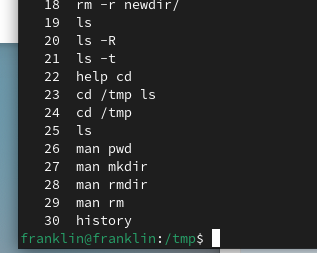 18 rm -r newdir/
19 ls
20 ls -R
21 ls -t
22 help cd
23 cd /tmp ls
24 cd /tmp
25 ls
26 man pwd
27 man mkdir
28 man rmdir
29 man rm
30 history
franklin@franklin:/tmp$